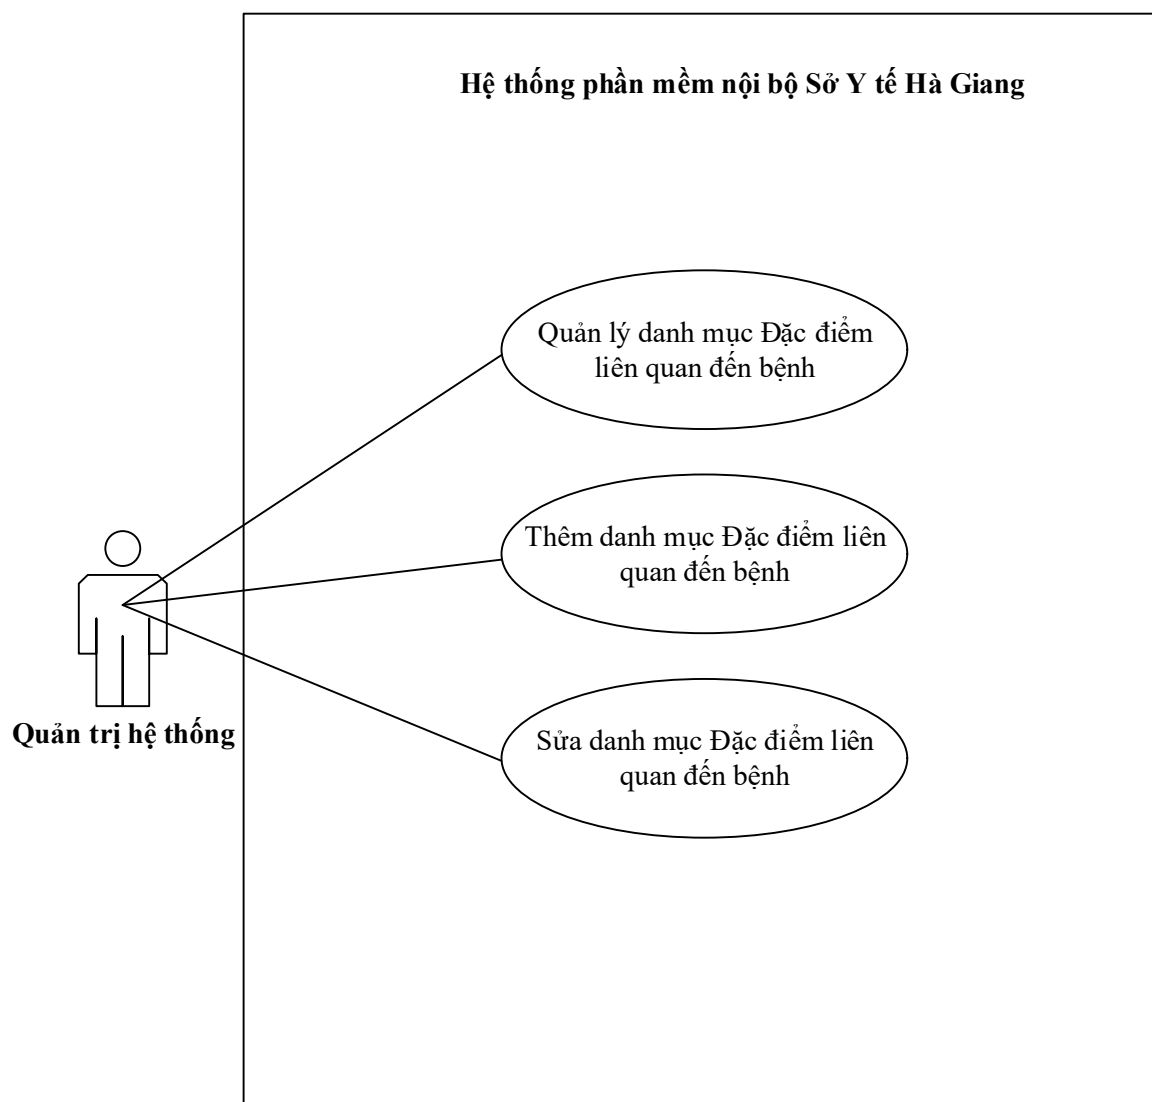 Hệ thống phần mềm nội bộ Sở Y tế Hà Giang
Quản lý danh mục Đặc điểm
liên quan đến bệnh
Thêm danh mục Đặc điểm liên
quan đến bệnh
Quản trị hệ thống
Sửa danh mục Đặc điểm liên
quan đến bệnh